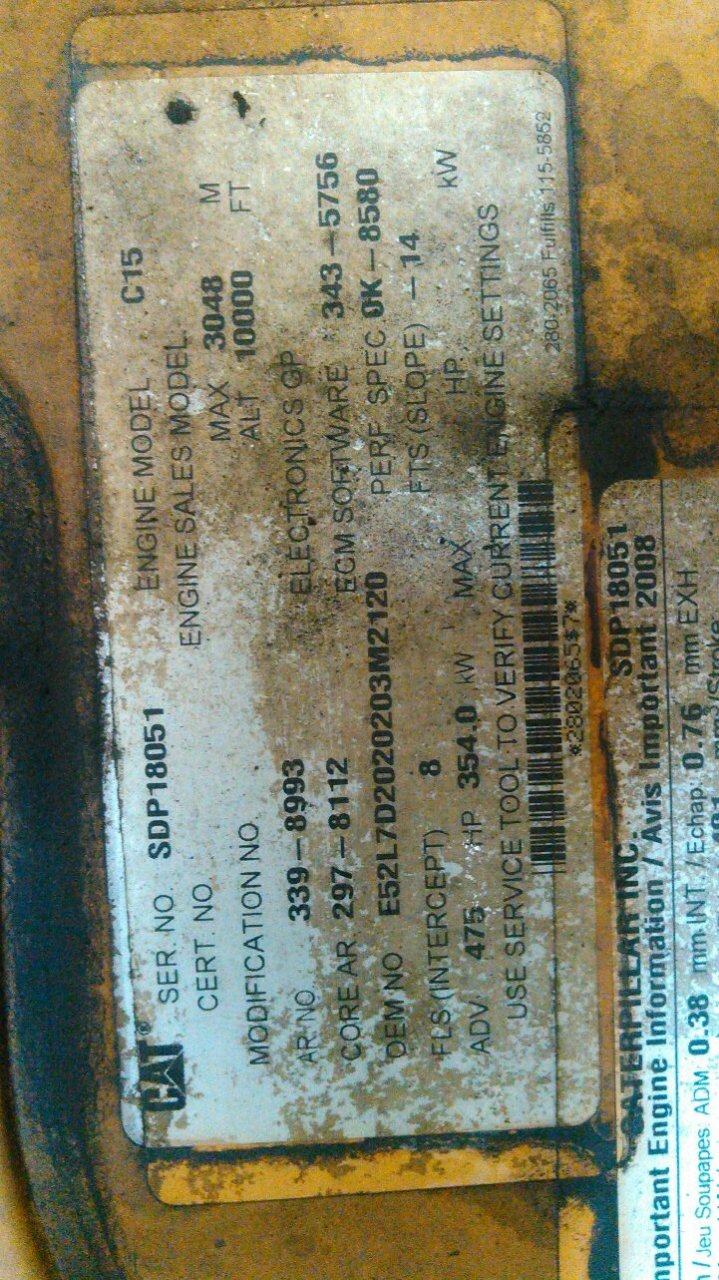 CAT®
SER. NO. SDP18051 ENGINE MODEL C15
CERT. NO. ENGINE SALES MODEL
MAX 3048 M
MODIFICATION NO. ALT 10000 FT
AR NO. 339-8993 ELECTRONICS GP
CORE AR 297-8112 ECM SOFTWARE 343-5756
OEM NO. E52L7D2020203M2120 PERF SPEC 0K-8580
FLS (INTERCEPT) 8 FTS (SLOPE) -14
ADV 475 HP 354.0 kW MAX HP kW
USE SERVICE TOOL TO VERIFY CURRENT ENGINE SETTINGS
280-2065 Fulfills 115-5852
*2802065$7*
CATERPILLAR INC. SDP18051
mportant Engine Information / Avis Important 2008
/ Jeu Soupapes: ADM 0.38 mm INT. / Echap: 0.76 mm EXH